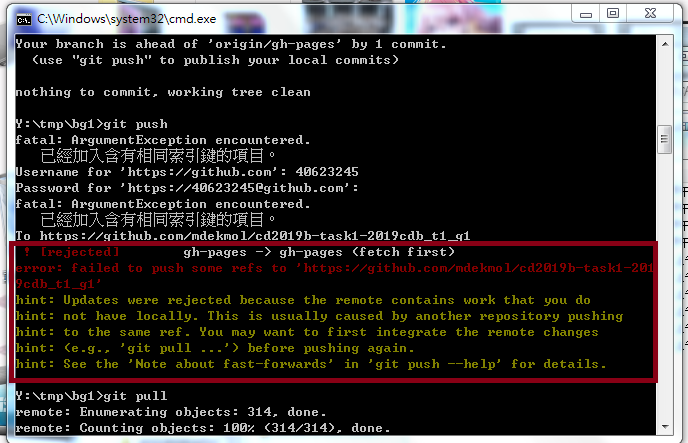 C:\Windows\system32\cmd.exe
Your branch is ahead of 'origin/gh-pages' by 1 commit.
  (use "git push" to publish your local commits)
nothing to commit, working tree clean
Y:\tmp\bg1>git push
fatal: ArgumentException encountered.
   已經加入含有相同索引鍵的項目。
Username for 'https://github.com': 40623245
Password for 'https://40623245@github.com':
fatal: ArgumentException encountered.
   已經加入含有相同索引鍵的項目。
To https://github.com/mdekmol/cd2019b-task1-2019cdb_t1_g1
 ! [rejected]        gh-pages -> gh-pages (fetch first)
error: failed to push some refs to 'https://github.com/mdekmol/cd2019b-task1-201
9cdb_t1_g1'
hint: Updates were rejected because the remote contains work that you do
hint: not have locally. This is usually caused by another repository pushing
hint: to the same ref. You may want to first integrate the remote changes
hint: (e.g., 'git pull ...') before pushing again.
hint: See the 'Note about fast-forwards' in 'git push --help' for details.
Y:\tmp\bg1>git pull
remote: Enumerating objects: 314, done.
remote: Counting objects: 100% (314/314), done.